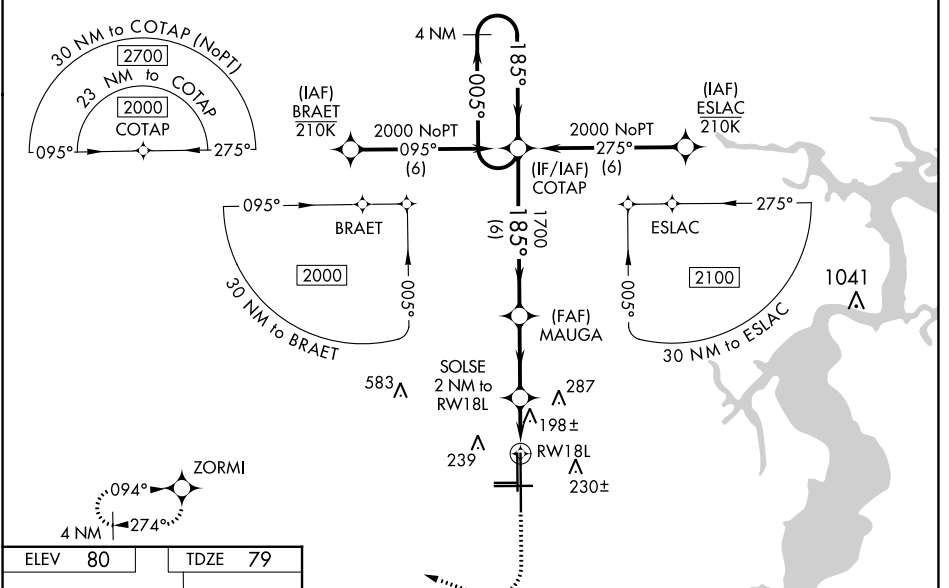 30 NM to COTAP (NoPT)
2700
23 NM to COTAP
2000
COTAP
095°
275°
4 NM
005°
185°
(IAF)
BRAET
210K
2000 NoPT
095°
(6)
(IF/IAF)
COTAP
2000 NoPT
275°
(6)
(IAF)
ESLAC
210K
095°
BRAET
2000
005°
30 NM to BRAET
1700
185°
(6)
ESLAC
275°
2100
005°
30 NM to ESLAC
1041
(FAF)
MAUGA
583
SOLSE
2 NM to
RW18L
287
198±
239
RW18L
230±
ZORMI
094°
274°
4 NM
ELEV 80
TDZE 79